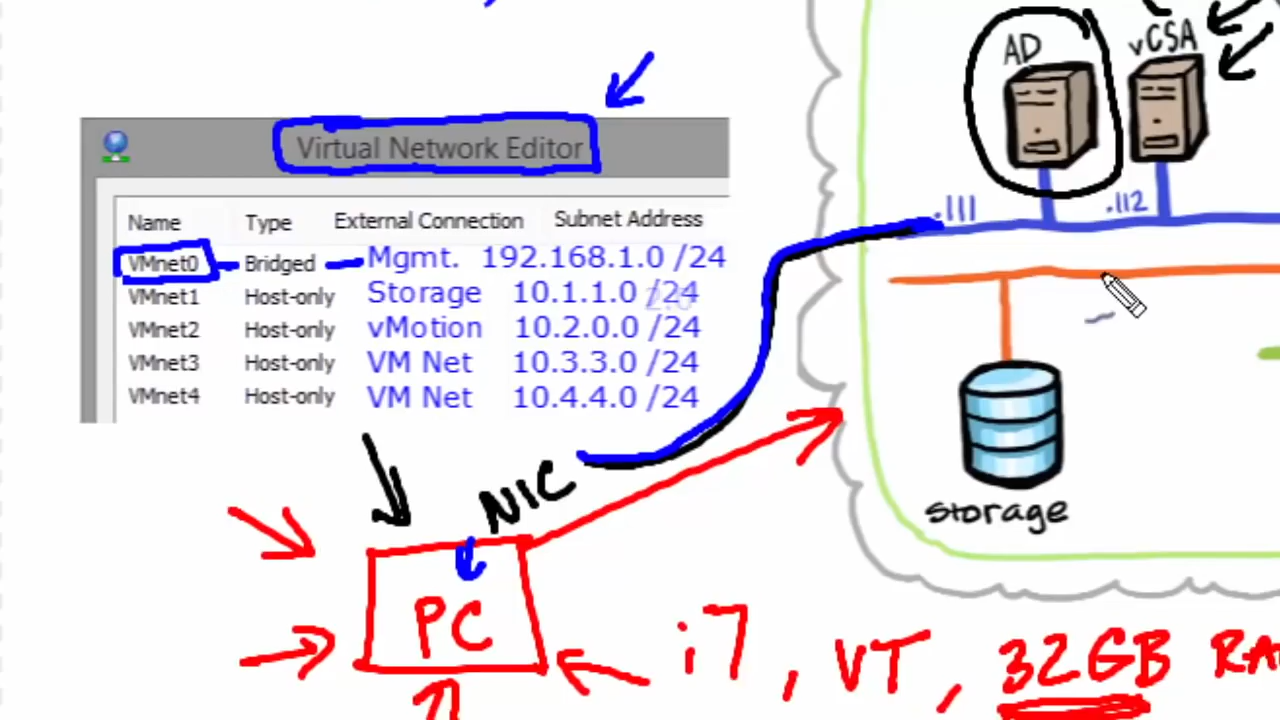 AD
vCSA
Virtual Network Editor
.111
.112
Name Type External Connection Subnet Address
VMnet0 Bridged Mgmt. 192.168.1.0 /24
VMnet1 Host-only Storage 10.1.1.0 /24
VMnet2 Host-only vMotion 10.2.0.0 /24
VMnet3 Host-only VM Net 10.3.3.0 /24
VMnet4 Host-only VM Net 10.4.4.0 /24
NIC
storage
PC
i7, VT, 32GB